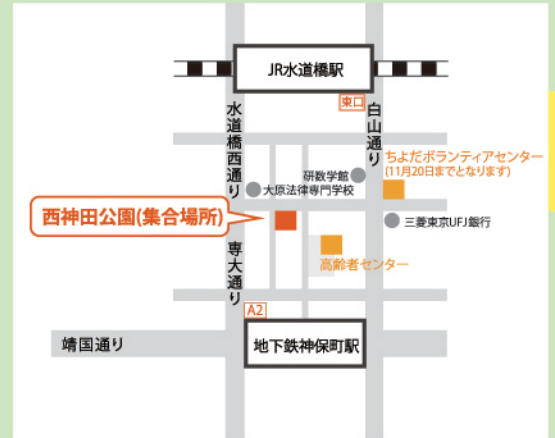 JR水道橋駅
東口
水道橋西通り
白山通り
ちよだボランティアセンター
(11月20日までとなります)
研数学館
大原法律専門学校
西神田公園(集合場所)
三菱東京UFJ銀行
専大通り
高齢者センター
A2
靖国通り
地下鉄神保町駅